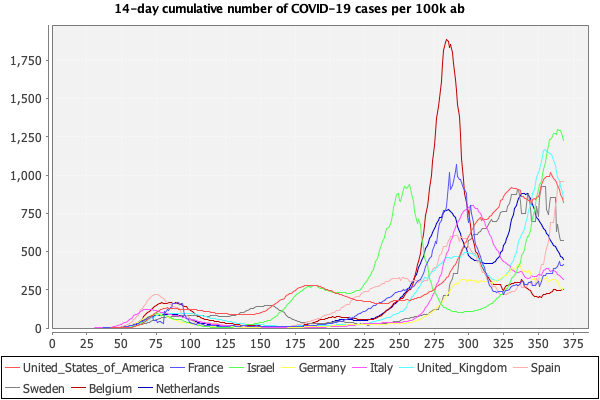 14-day cumulative number of COVID-19 cases per 100k ab
1,750
1,500
1,250
1,000
750
500
250
0
0 25 50 75 100 125 150 175 200 225 250 275 300 325 350 375
United_States_of_America France Israel Germany Italy United_Kingdom Spain
Sweden Belgium Netherlands